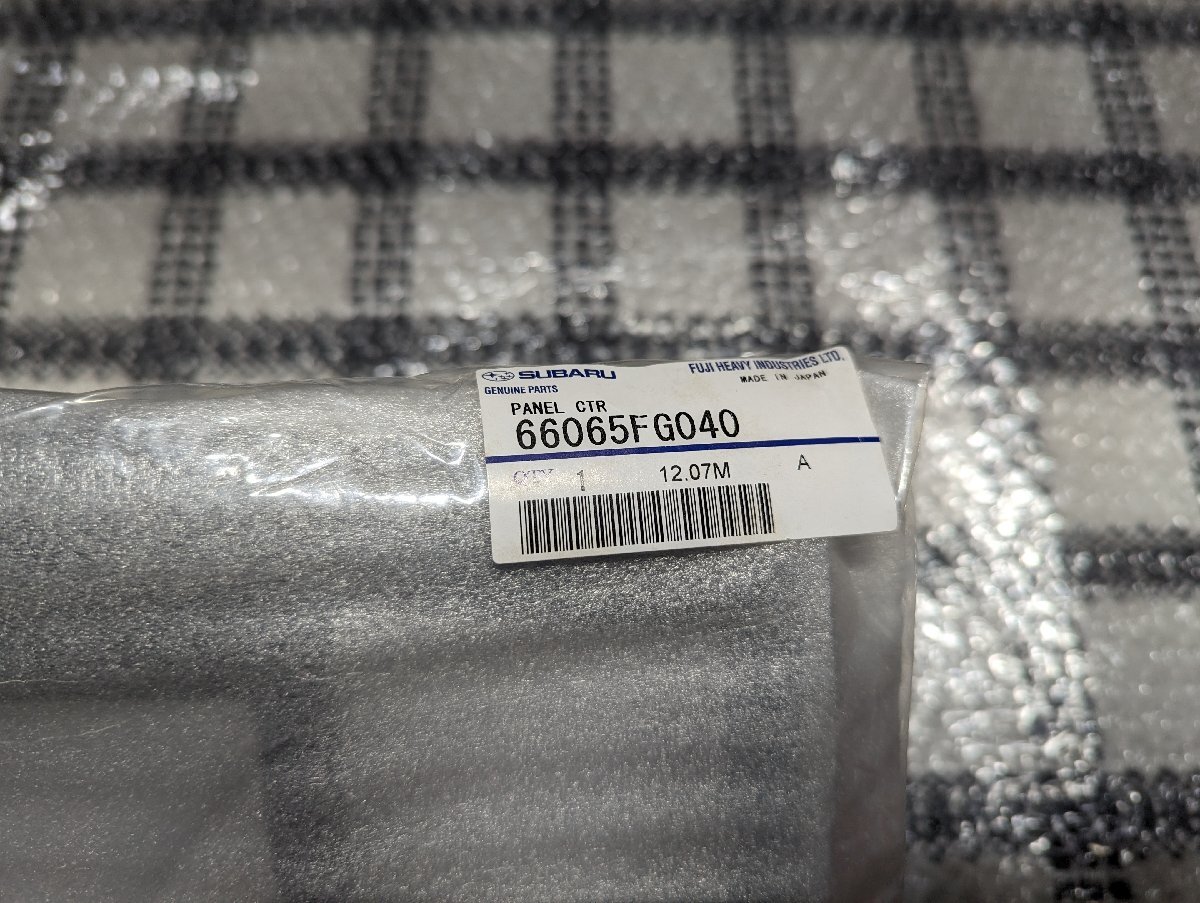 SUBARU
FUJI HEAVY INDUSTRIES LTD.
GENUINE PARTS
MADE IN JAPAN
PANEL CTR
66065FG040
QTY 1 12.07M A